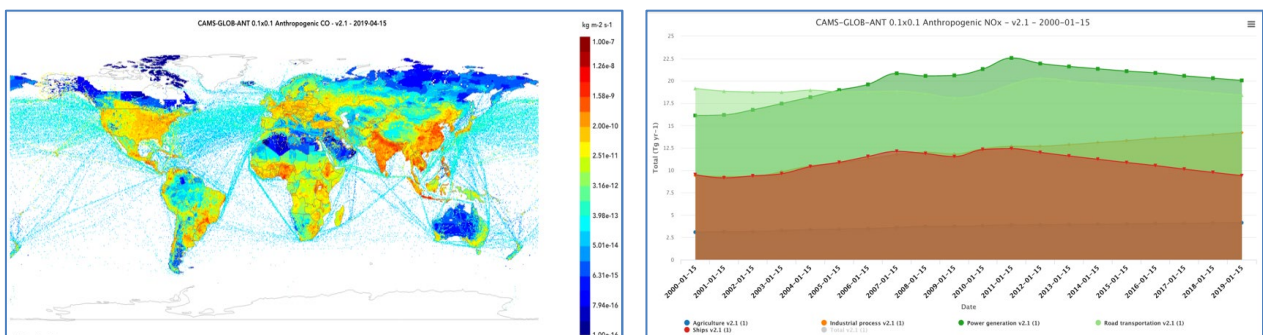 CAMS-GLOB-ANT 0.1x0.1 Anthropogenic CO - v2.1 - 2019-04-15
kg m-2 s-1
1.00e-7
1.26e-8
1.58e-9
2.00e-10
2.51e-11
3.16e-12
3.98e-13
5.01e-14
6.31e-15
7.94e-16
1.00e-16
CAMS-GLOB-ANT 0.1x0.1 Anthropogenic NOx - v2.1 - 2000-01-15
25
22.5
20
17.5
15
12.5
10
7.5
5
2.5
0
Total (Tg yr-1)
2000-01-15
2001-01-15
2002-01-15
2003-01-15
2004-01-15
2005-01-15
2006-01-15
2007-01-15
2008-01-15
2009-01-15
2010-01-15
2011-01-15
2012-01-15
2013-01-15
2014-01-15
2015-01-15
2016-01-15
2017-01-15
2018-01-15
2019-01-15
Date
Agriculture v2.1 (1) Industrial process v2.1 (1) Power generation v2.1 (1) Road transportation v2.1 (1)
Ships v2.1 (1) Total v2.1 (1)